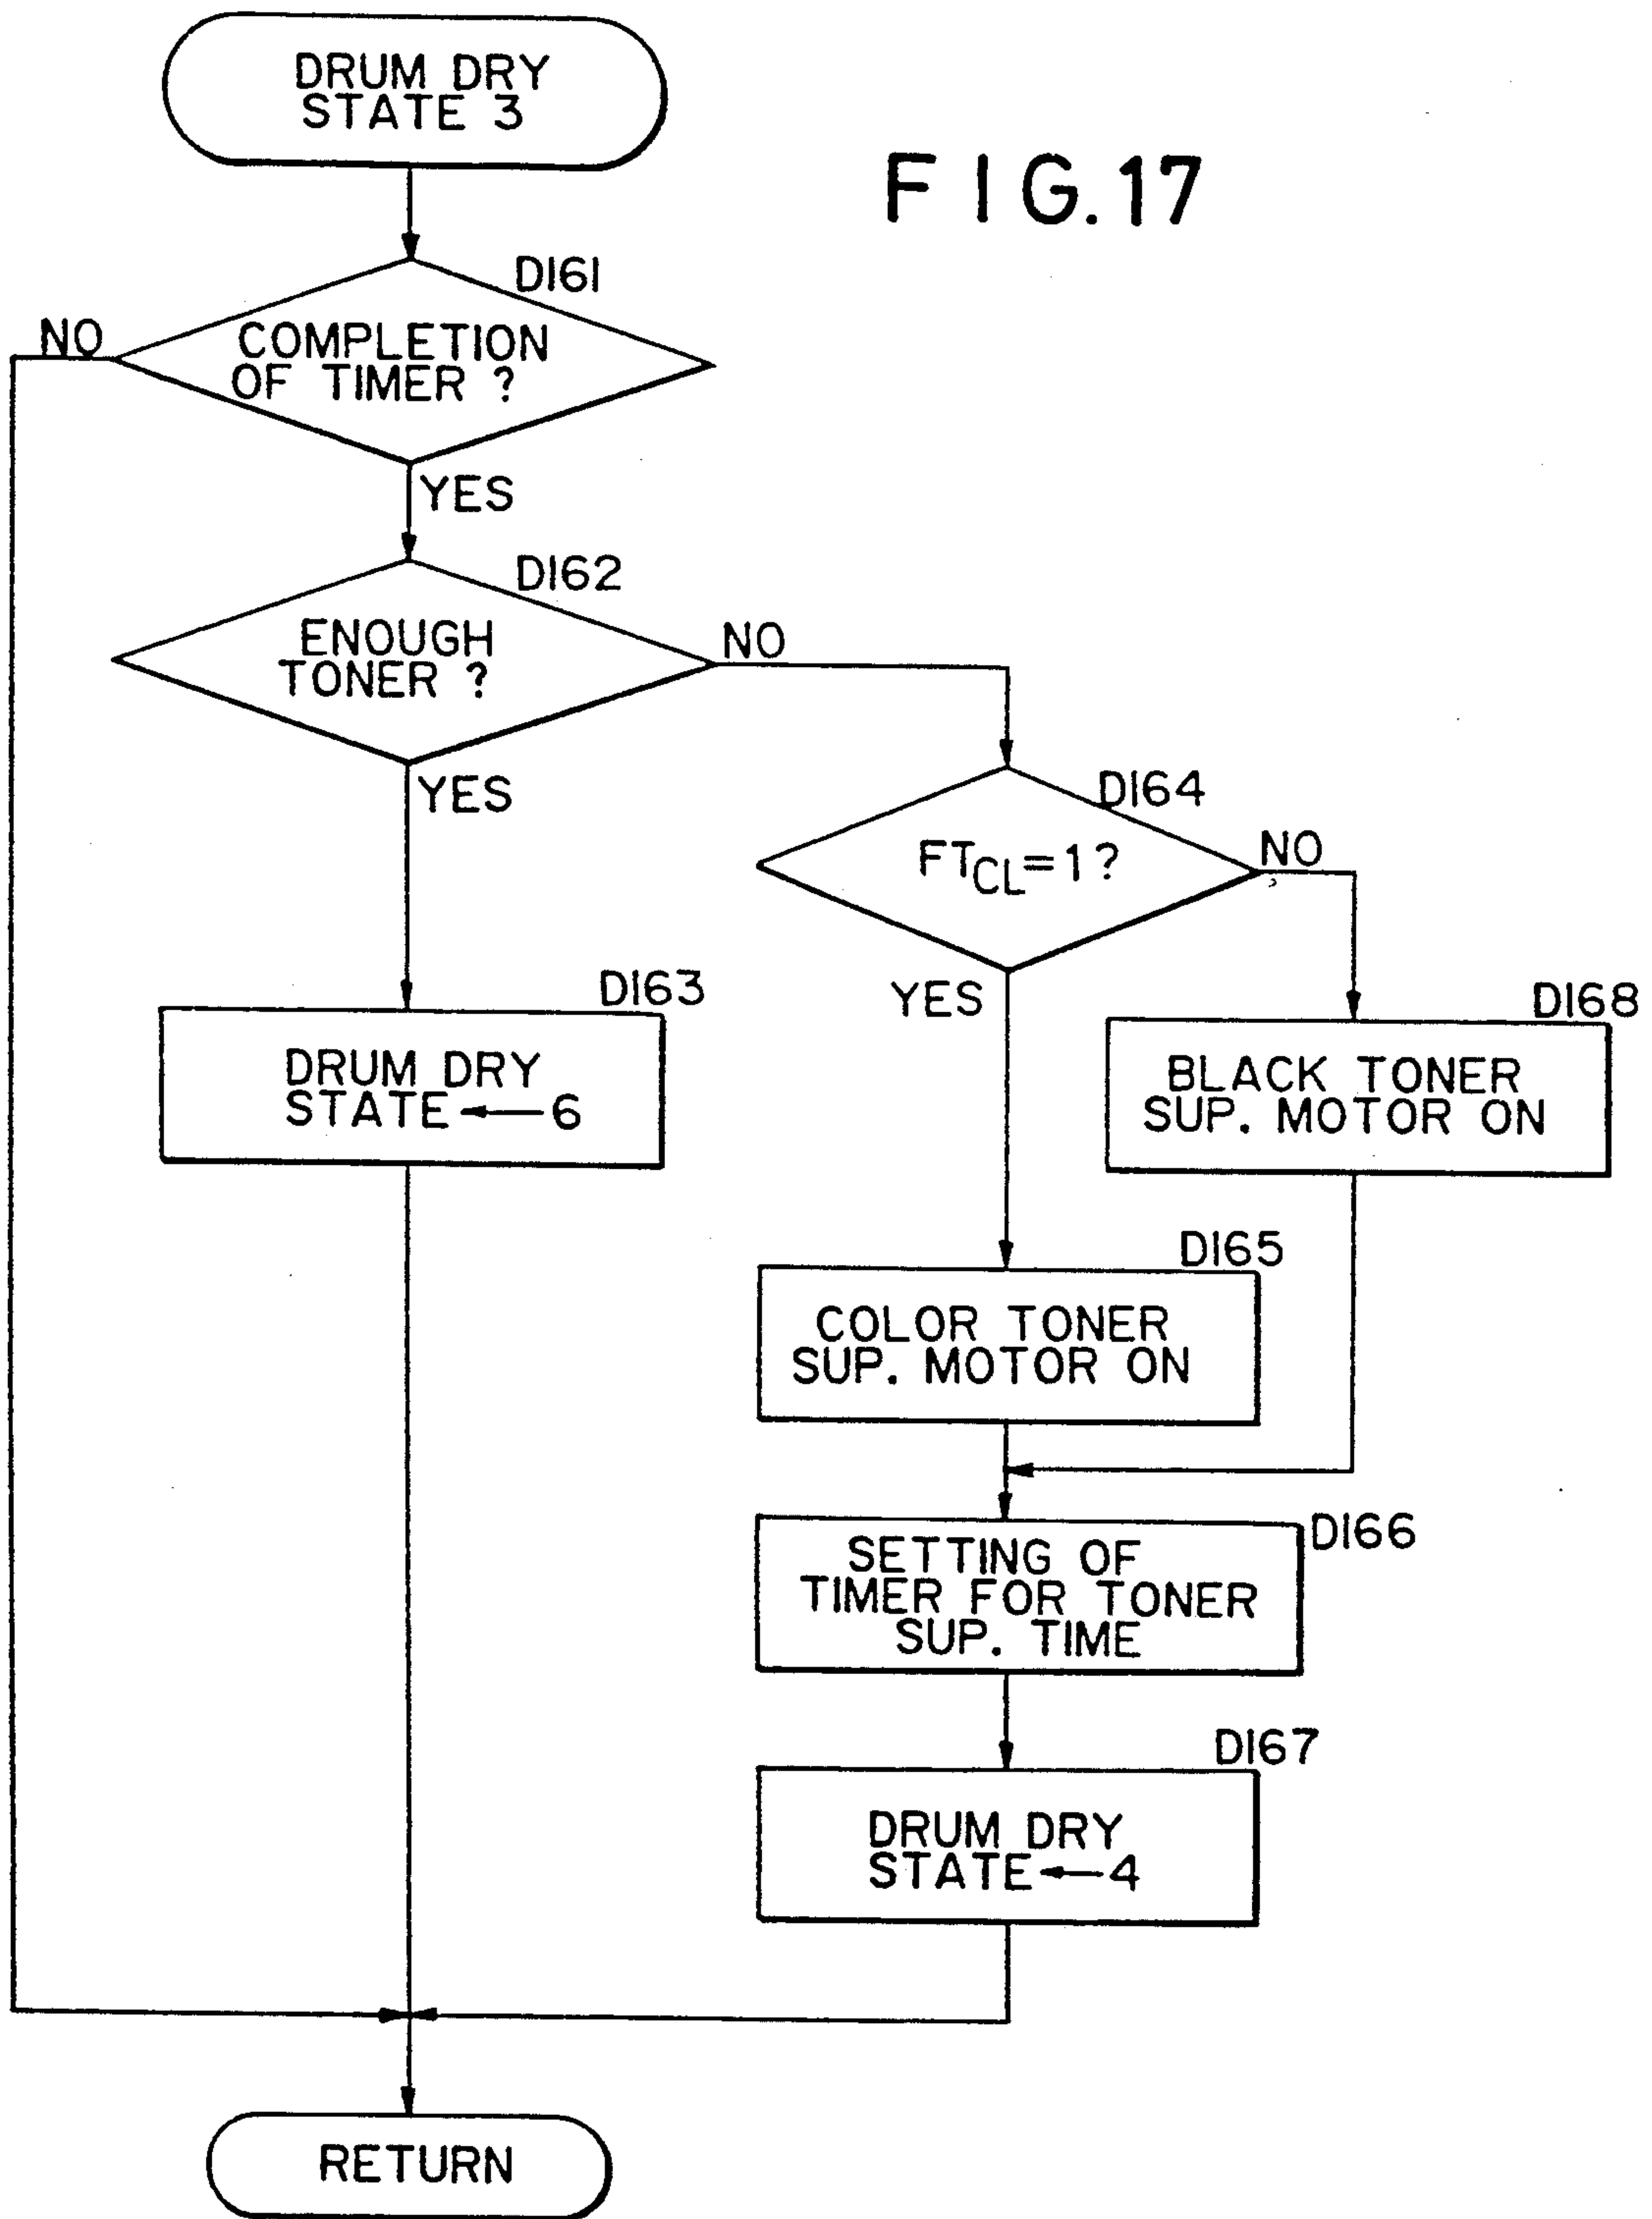 DRUM DRY
STATE 3
FIG.17
D161
NO
COMPLETION
OF TIMER ?
YES
D162
ENOUGH
TONER ?
NO
YES
D164
FTCL=1?
NO
YES
D163
DRUM DRY
STATE←6
D168
BLACK TONER
SUP. MOTOR ON
D165
COLOR TONER
SUP. MOTOR ON
D166
SETTING OF
TIMER FOR TONER
SUP. TIME
D167
DRUM DRY
STATE←4
RETURN